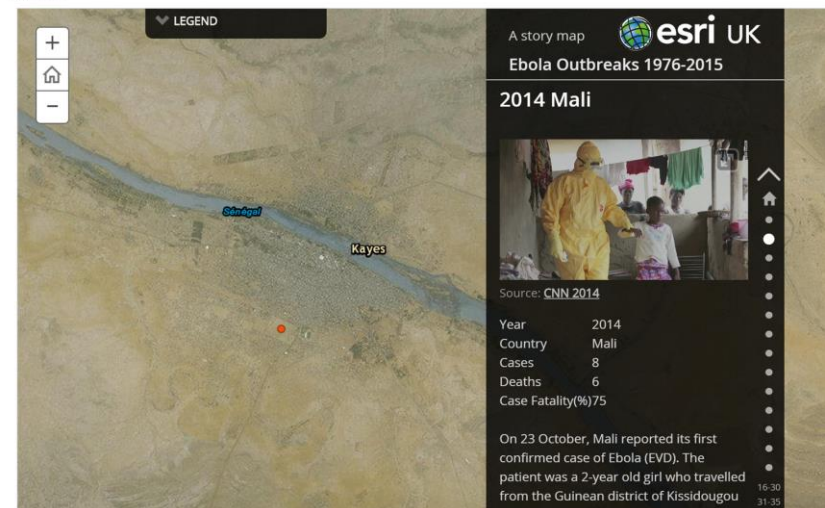 +
−
LEGEND
Sénégal
Kayes
A story map
esri UK
Ebola Outbreaks 1976-2015
2014 Mali
Source: CNN 2014
Year 2014
Country Mali
Cases 8
Deaths 6
Case Fatality(%)75
On 23 October, Mali reported its first
confirmed case of Ebola (EVD). The
patient was a 2-year old girl who travelled
from the Guinean district of Kissidougou
16-30
31-35